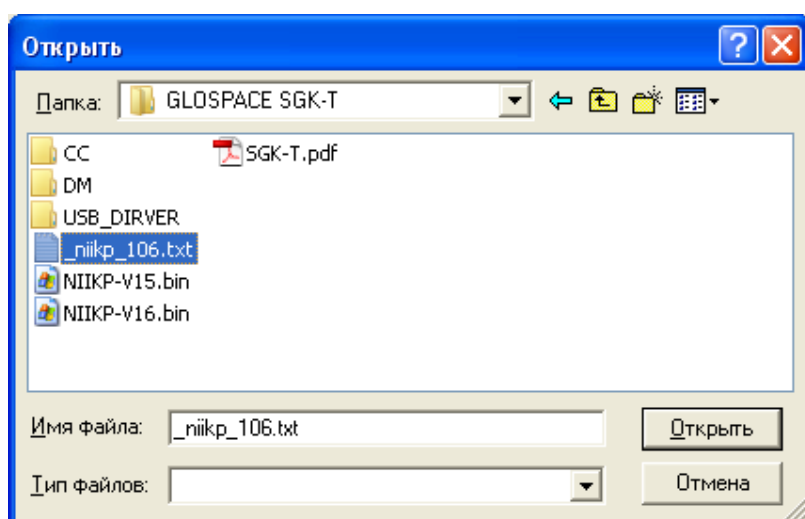 Открыть
Папка: GLOSPACE SGK-T
CC
DM
USB_DIRVER
_niikp_106.txt
NIIKP-V15.bin
NIIKP-V16.bin
SGK-T.pdf
Имя файла: _niikp_106.txt Открыть
Тип файлов: Отмена